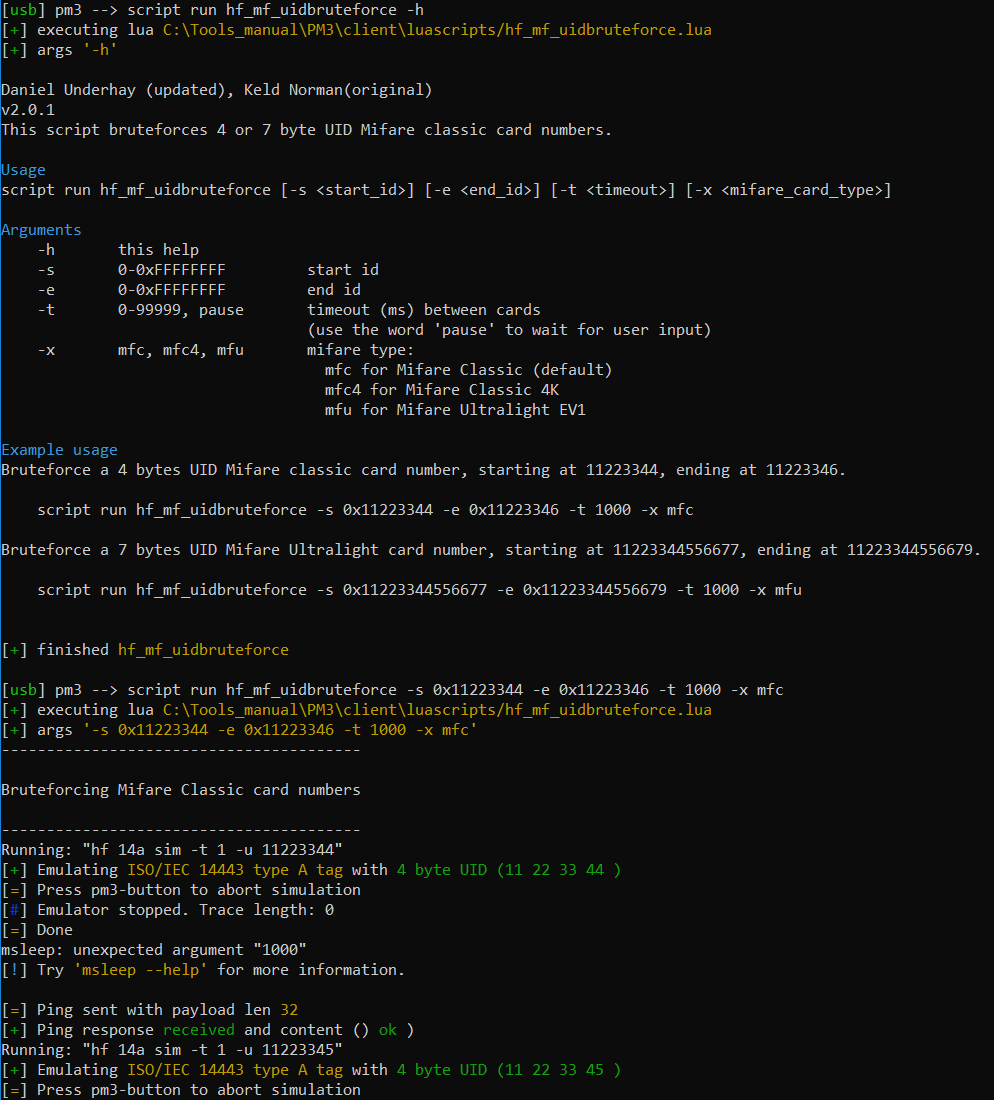 [usb] pm3 --> script run hf_mf_uidbruteforce -h
[+] executing lua C:\Tools_manual\PM3\client\luascripts/hf_mf_uidbruteforce.lua
[+] args '-h'
Daniel Underhay (updated), Keld Norman(original)
v2.0.1
This script bruteforces 4 or 7 byte UID Mifare classic card numbers.
Usage
script run hf_mf_uidbruteforce [-s <start_id>] [-e <end_id>] [-t <timeout>] [-x <mifare_card_type>]
Arguments
-h this help
-s 0-0xFFFFFFFF start id
-e 0-0xFFFFFFFF end id
-t 0-99999, pause timeout (ms) between cards
(use the word 'pause' to wait for user input)
-x mfc, mfc4, mfu mifare type:
mfc for Mifare Classic (default)
mfc4 for Mifare Classic 4K
mfu for Mifare Ultralight EV1
Example usage
Bruteforce a 4 bytes UID Mifare classic card number, starting at 11223344, ending at 11223346.
script run hf_mf_uidbruteforce -s 0x11223344 -e 0x11223346 -t 1000 -x mfc
Bruteforce a 7 bytes UID Mifare Ultralight card number, starting at 11223344556677, ending at 11223344556679.
script run hf_mf_uidbruteforce -s 0x11223344556677 -e 0x11223344556679 -t 1000 -x mfu
[+] finished hf_mf_uidbruteforce
[usb] pm3 --> script run hf_mf_uidbruteforce -s 0x11223344 -e 0x11223346 -t 1000 -x mfc
[+] executing lua C:\Tools_manual\PM3\client\luascripts/hf_mf_uidbruteforce.lua
[+] args '-s 0x11223344 -e 0x11223346 -t 1000 -x mfc'
----------------------------------------
Bruteforcing Mifare Classic card numbers
----------------------------------------
Running: "hf 14a sim -t 1 -u 11223344"
[+] Emulating ISO/IEC 14443 type A tag with 4 byte UID (11 22 33 44 )
[=] Press pm3-button to abort simulation
[#] Emulator stopped. Trace length: 0
[=] Done
msleep: unexpected argument "1000"
[!] Try 'msleep --help' for more information.
[=] Ping sent with payload len 32
[+] Ping response received and content () ok )
Running: "hf 14a sim -t 1 -u 11223345"
[+] Emulating ISO/IEC 14443 type A tag with 4 byte UID (11 22 33 45 )
[=] Press pm3-button to abort simulation